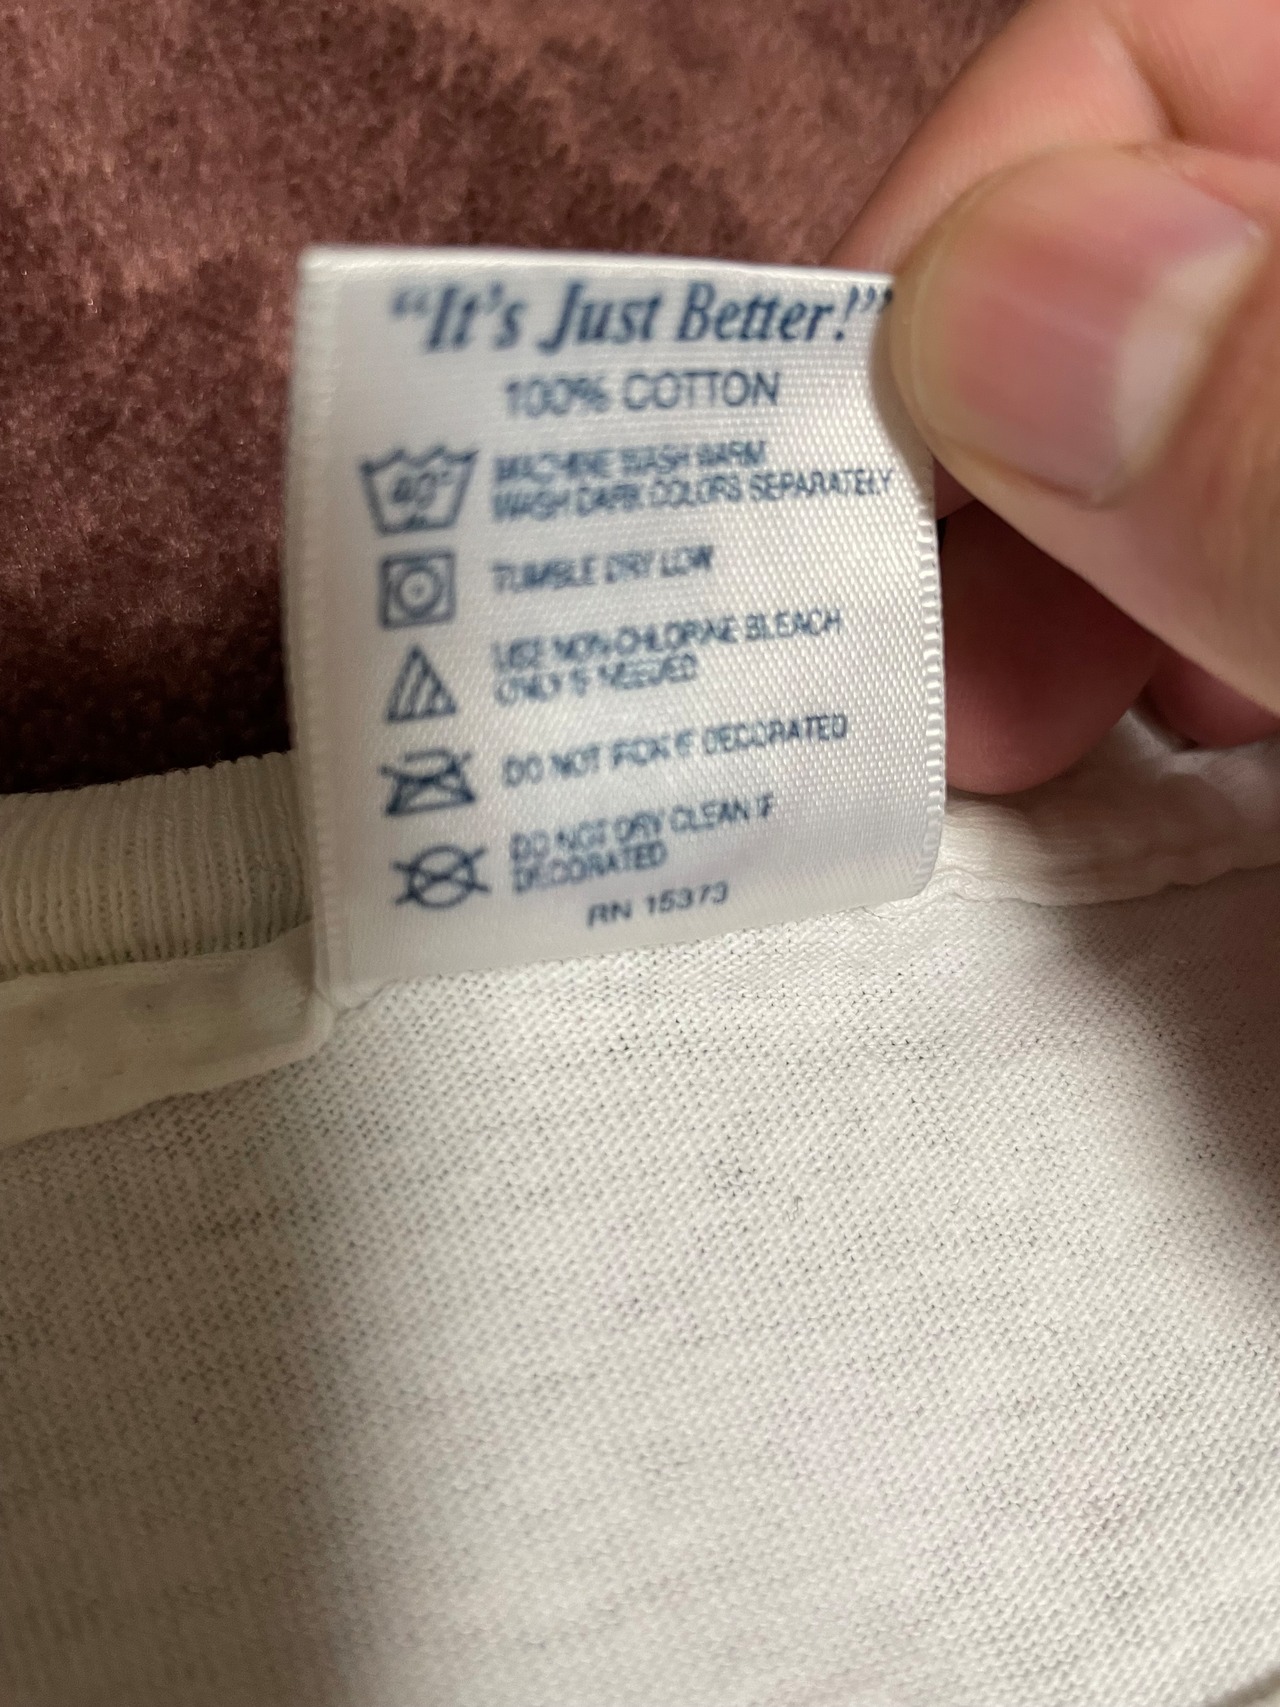 “It's Just Better!”
100% COTTON
40°
MACHINE WASH WARM
WASH DARK COLORS SEPARATELY
TUMBLE DRY LOW
USE NON-CHLORINE BLEACH
ONLY IF NEEDED
DO NOT IRON IF DECORATED
DO NOT DRY CLEAN IF
DECORATED
RN 15373